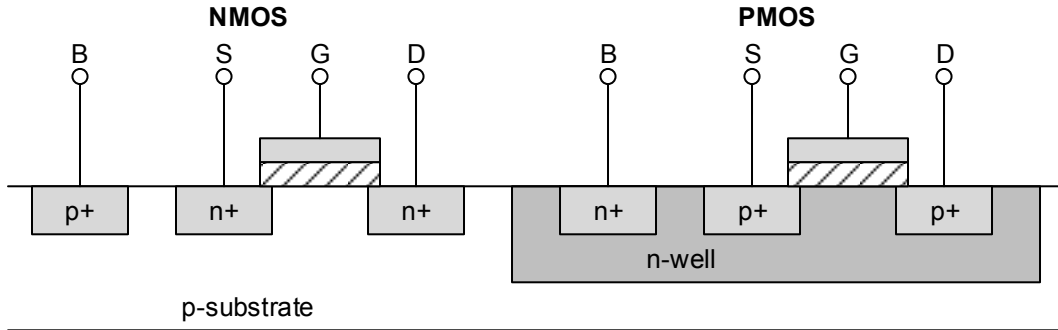 NMOS PMOS
B S G D B S G D
p+ n+ n+ n+ p+ p+
n-well
p-substrate